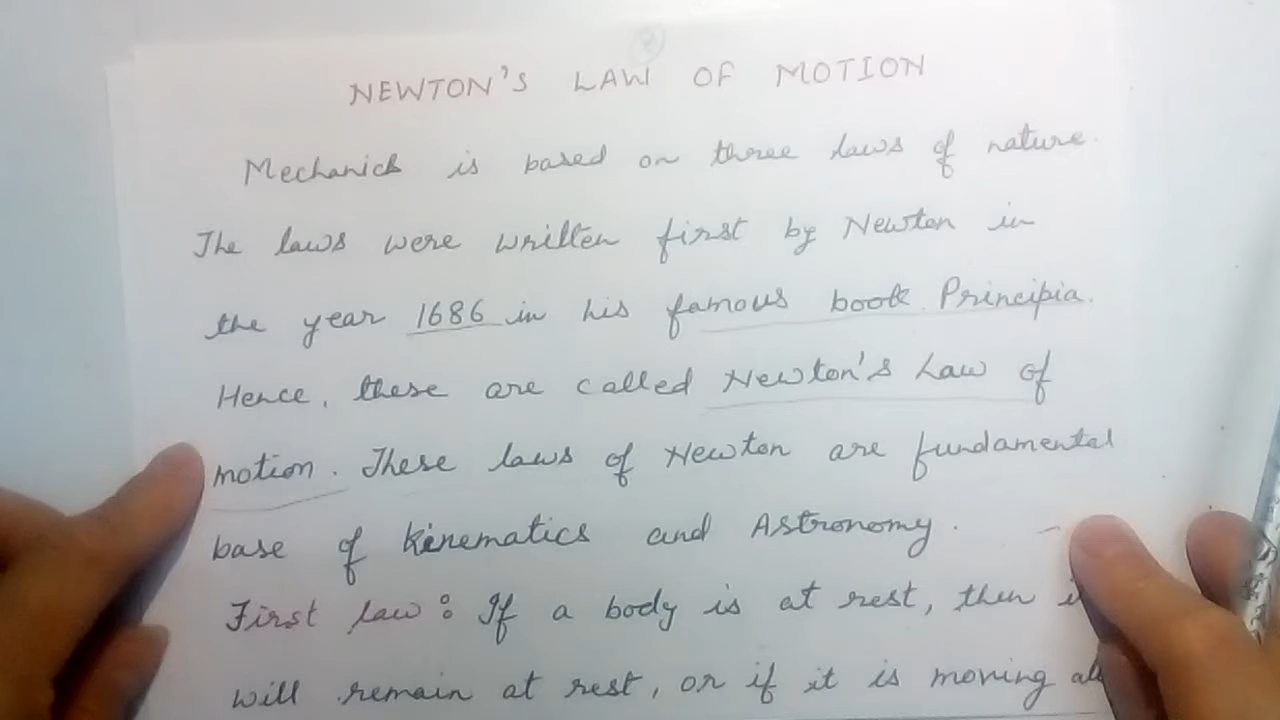 NEWTON'S LAW OF MOTION
Mechanics is based on three laws of nature.
The laws were written first by Newton in
the year 1686 in his famous book Principia.
Hence, these are called Newton's Law of
motion. These laws of Newton are fundamental
base of Kinematics and Astronomy.
First law: If a body is at rest, then
will remain at rest, or if it is moving